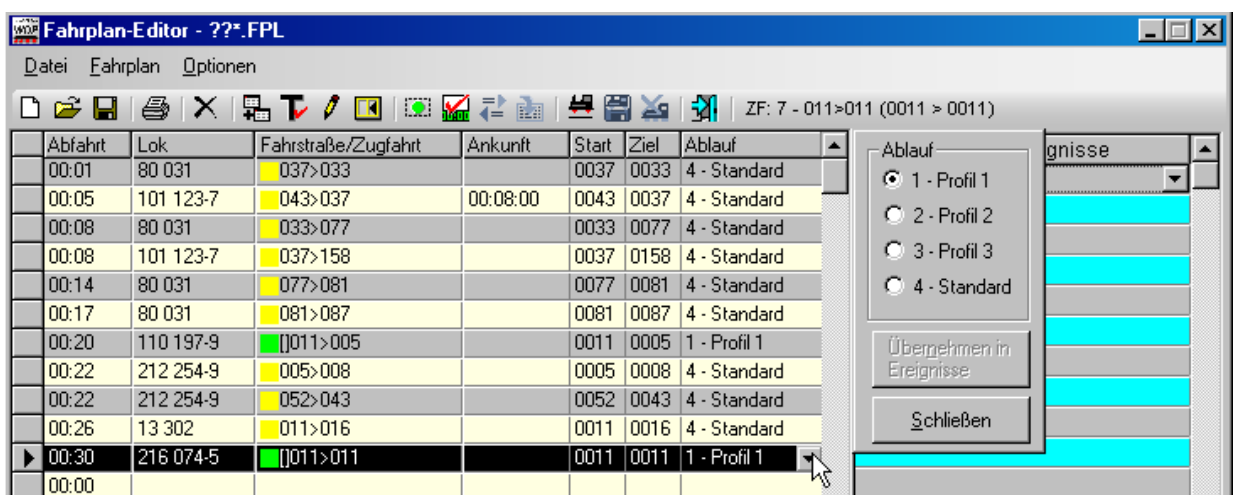 Fahrplan-Editor - ??*.FPL
Datei Fahrplan Optionen
ZF: 7 - 011>011 (0011 > 0011)
Abfahrt Lok Fahrstraße/Zugfahrt Ankunft Start Ziel Ablauf
00:01 80 031 037>033 0037 0033 4 - Standard
00:05 101 123-7 043>037 00:08:00 0043 0037 4 - Standard
00:08 80 031 033>077 0033 0077 4 - Standard
00:08 101 123-7 037>158 0037 0158 4 - Standard
00:14 80 031 077>081 0077 0081 4 - Standard
00:17 80 031 081>087 0081 0087 4 - Standard
00:20 110 197-9 []011>005 0011 0005 1 - Profil 1
00:22 212 254-9 005>008 0005 0008 4 - Standard
00:22 212 254-9 052>043 0052 0043 4 - Standard
00:26 13 302 011>016 0011 0016 4 - Standard
00:30 216 074-5 []011>011 0011 0011 1 - Profil 1
00:00
Ablauf
1 - Profil 1
2 - Profil 2
3 - Profil 3
4 - Standard
Übernehmen in
Ereignisse
Schließen
gnisse